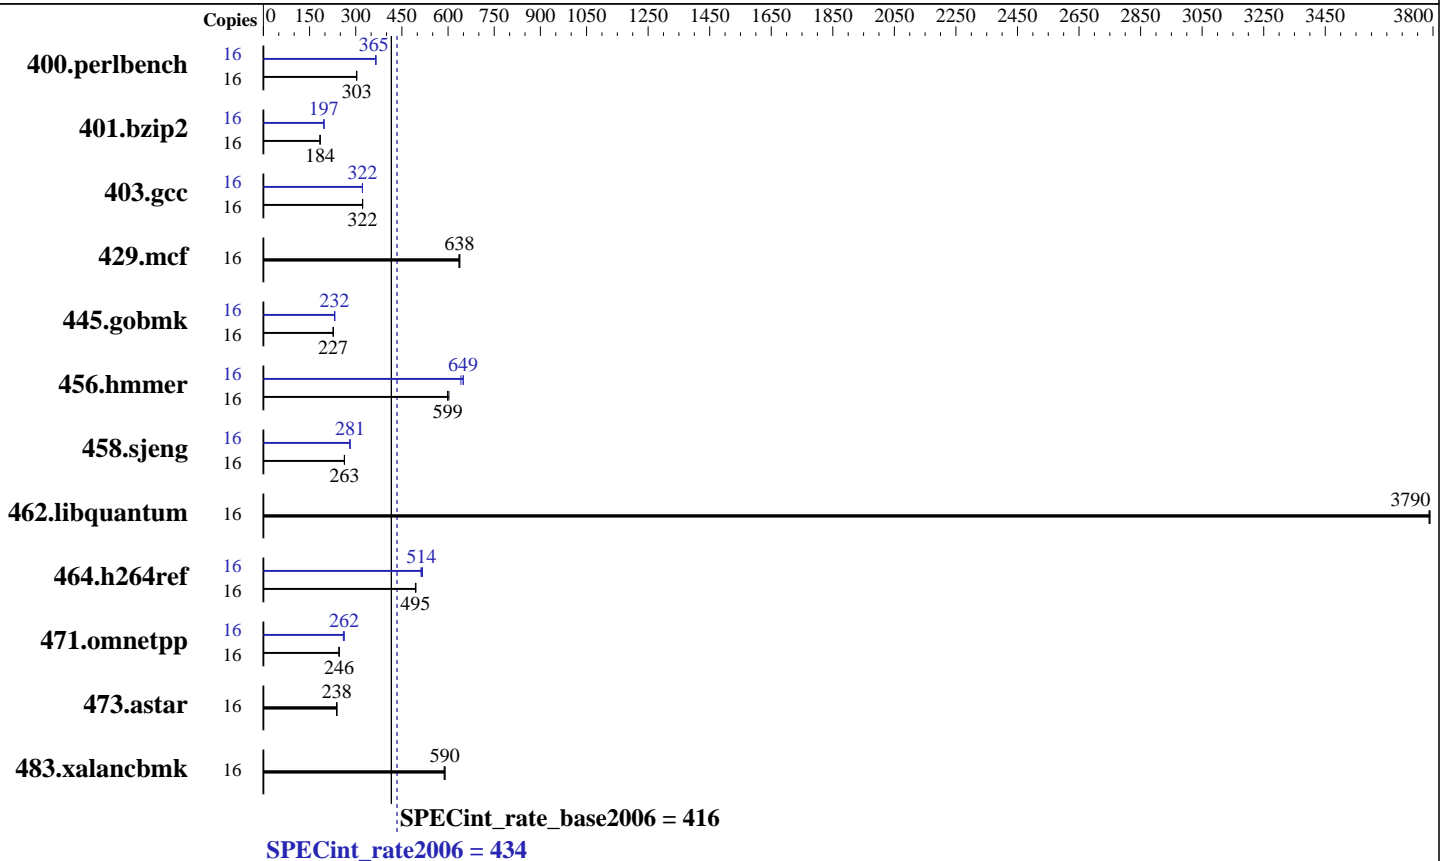 Copies 0 150 300 450 600 750 900 1050 1250 1450 1650 1850 2050 2250 2450 2650 2850 3050 3250 3450 3800
400.perlbench 16 365
16 303
401.bzip2 16 197
16 184
403.gcc 16 322
16 322
429.mcf 16 638
445.gobmk 16 232
16 227
456.hmmer 16 649
16 599
458.sjeng 16 281
16 263
462.libquantum 16 3790
464.h264ref 16 514
16 495
471.omnetpp 16 262
16 246
473.astar 16 238
483.xalancbmk 16 590
SPECint_rate_base2006 = 416
SPECint_rate2006 = 434